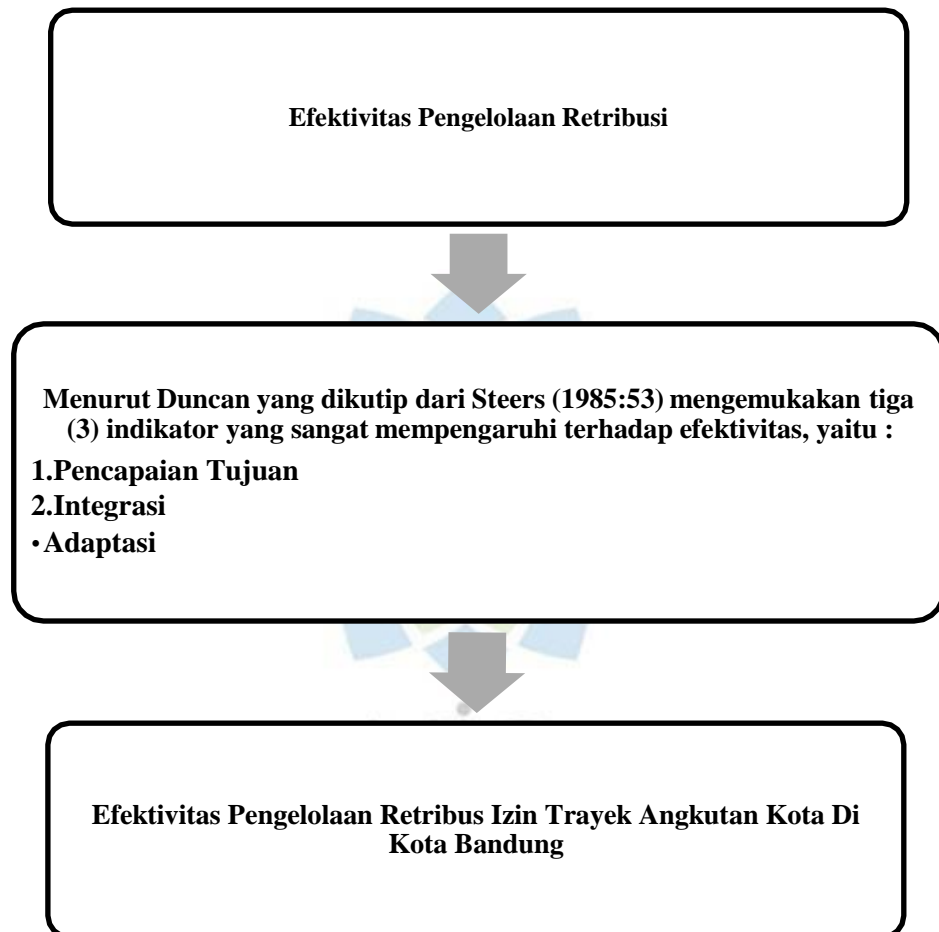 Efektivitas Pengelolaan Retribusi
Menurut Duncan yang dikutip dari Steers (1985:53) mengemukakan tiga
(3) indikator yang sangat mempengaruhi terhadap efektivitas, yaitu :
1.Pencapaian Tujuan
2.Integrasi
•Adaptasi
Efektivitas Pengelolaan Retribus Izin Trayek Angkutan Kota Di
Kota Bandung